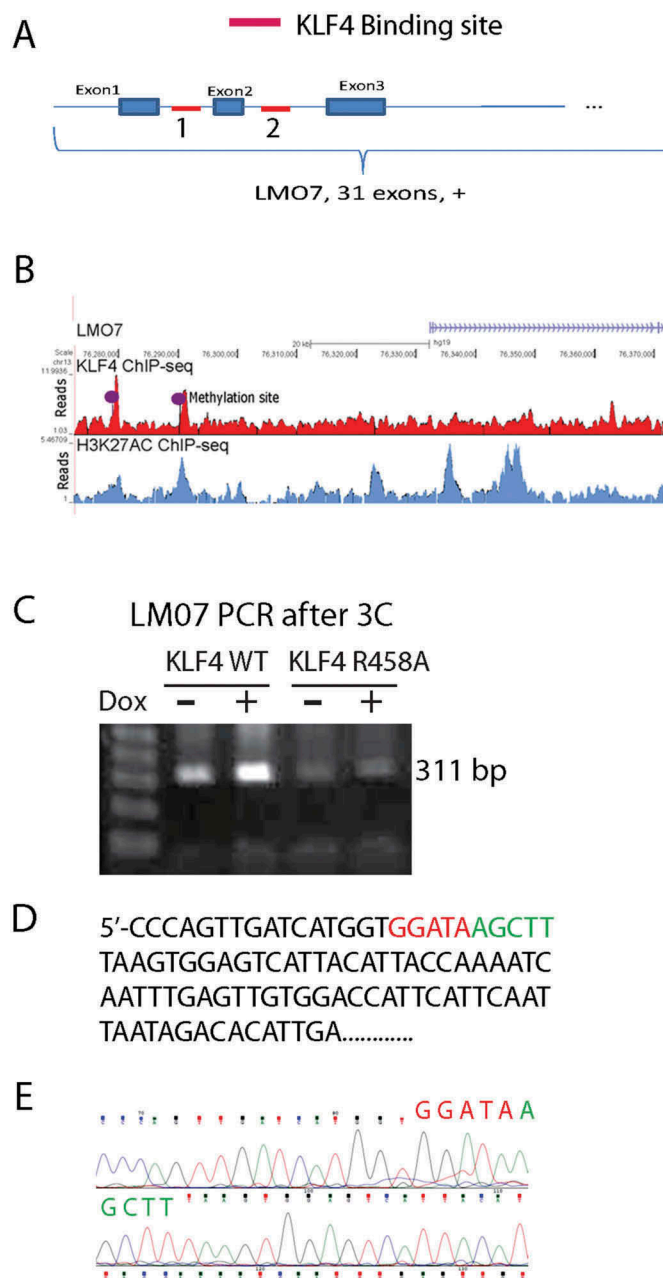 A
KLF4 Binding site
Exon1
Exon2
Exon3
1
2
...
LMO7, 31 exons, +
B
LMO7
20 kb
hg19
Scale
chr13
76,280,000
76,290,000
76,300,000
76,310,000
76,320,000
76,330,000
76,340,000
76,350,000
76,360,000
76,370,000
KLF4 ChIP-seq
Reads
Methylation site
1.03
H3K27AC ChIP-seq
Reads
1
C
LM07 PCR after 3C
KLF4 WT
KLF4 R458A
Dox
-
+
-
+
311 bp
D
5'-CCCAGTTGATCATGGTGGATAAGCTT
TAAGTGGAGTCATTACATTACCAAAATC
AATTTGAGTTGTGGACCATTCATTCAAT
TAATAGACACATTGA............
E
GGATAA
GCTT